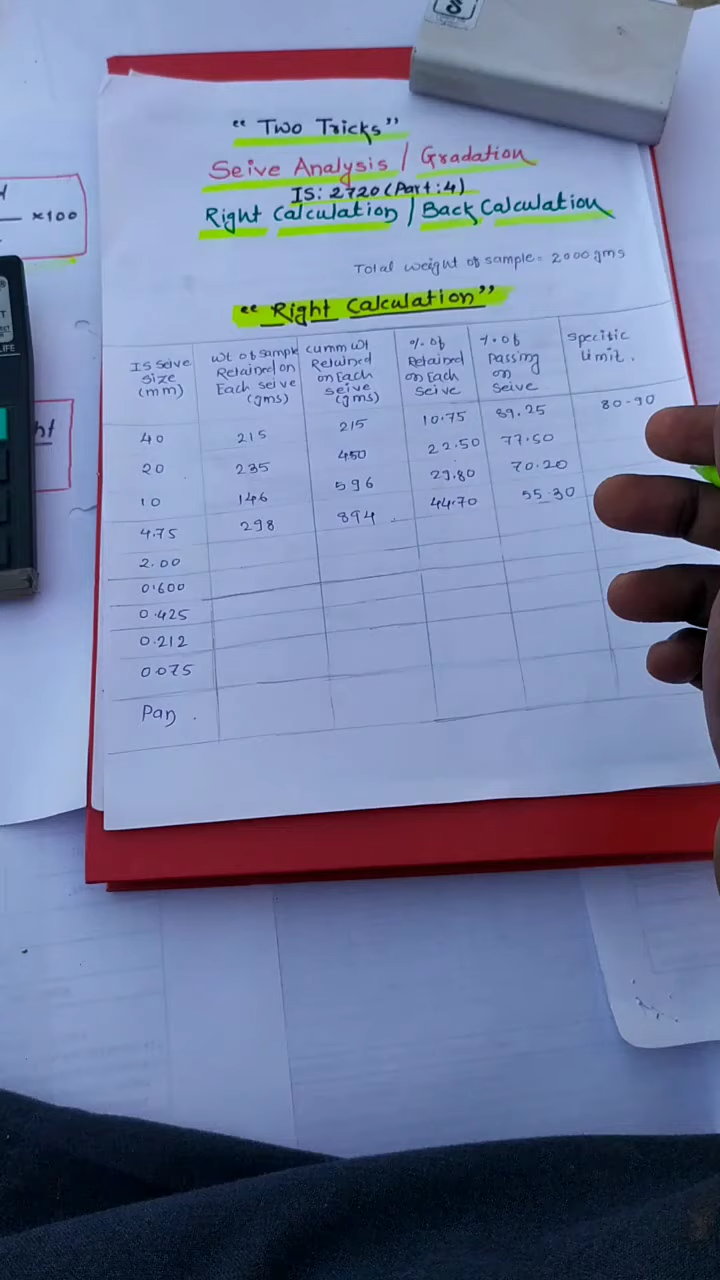 "Two Tricks"
Seive Analysis / Gradation
IS: 2720 (Part:4)
Right Calculation / Back Calculation
Total weight of sample = 2000 gms
"Right Calculation"
IS Seive size (mm) | Wt of sample Retained on Each seive (gms) | cumm wt Retained on Each seive (gms) | % of Retained on Each seive | % of Passing on seive | Specific Limit.
40 | 215 | 215 | 10.75 | 89.25 | 80-90
20 | 235 | 450 | 22.50 | 77.50
10 | 146 | 596 | 29.80 | 70.20
4.75 | 298 | 894 | 44.70 | 55.30
2.00
0.600
0.425
0.212
0.075
Pan
x100
LIFE
ht